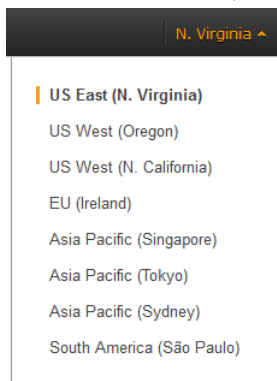 N. Virginia
US East (N. Virginia)
US West (Oregon)
US West (N. California)
EU (Ireland)
Asia Pacific (Singapore)
Asia Pacific (Tokyo)
Asia Pacific (Sydney)
South America (São Paulo)